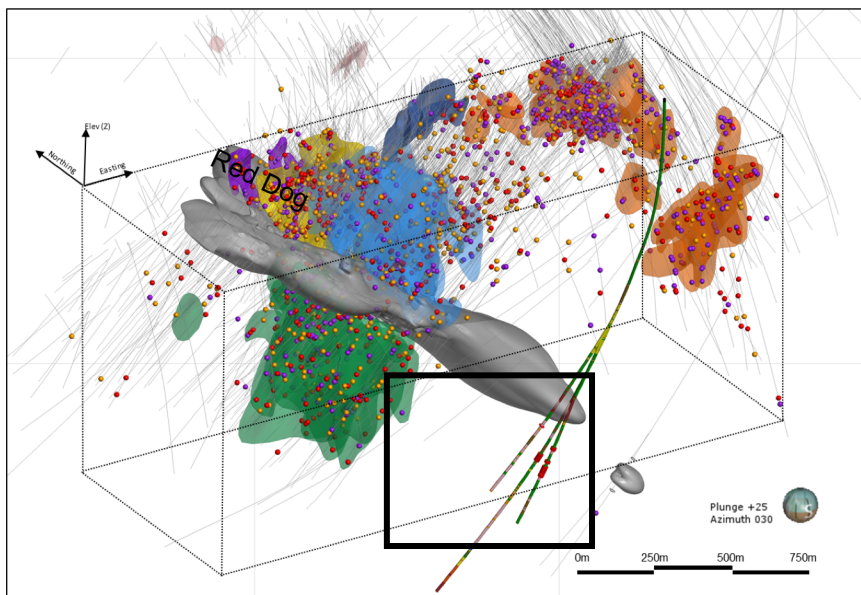 Elev (Z)
Northing
Easting
Red Dog
Plunge +25
Azimuth 030
S
0m 250m 500m 750m